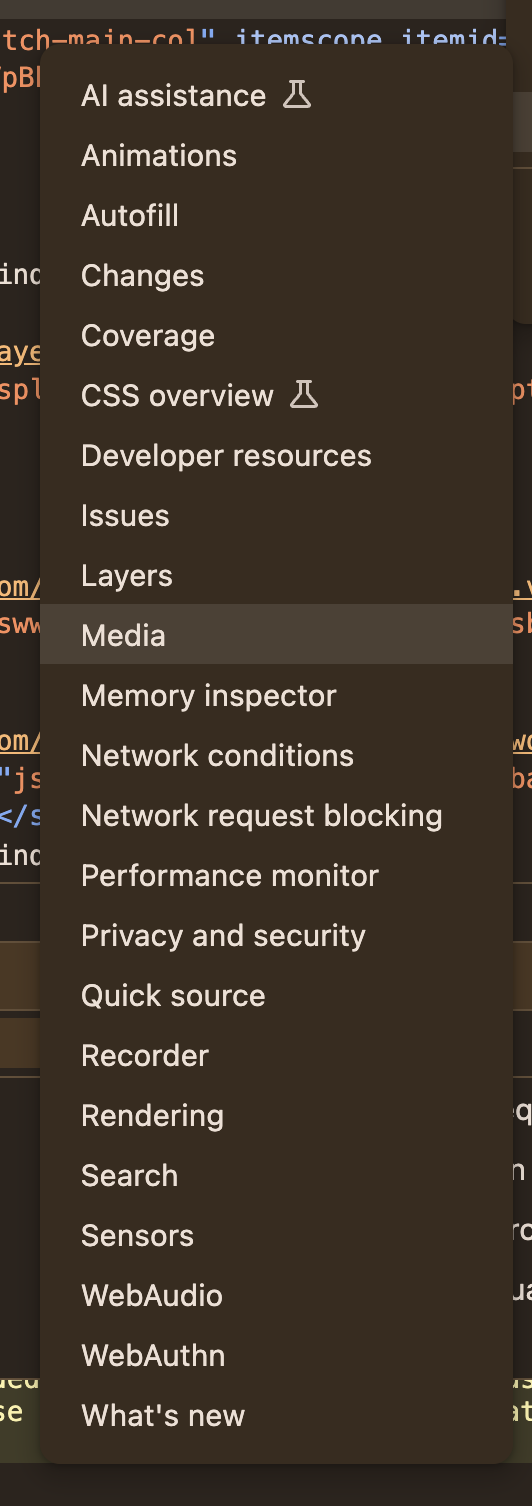 tch-main-col" itemscope itemid=
AI assistance
Animations
Autofill
Changes
Coverage
CSS overview
Developer resources
Issues
Layers
Media
Memory inspector
Network conditions
Network request blocking
Performance monitor
Privacy and security
Quick source
Recorder
Rendering
Search
Sensors
WebAudio
WebAuthn
What's new